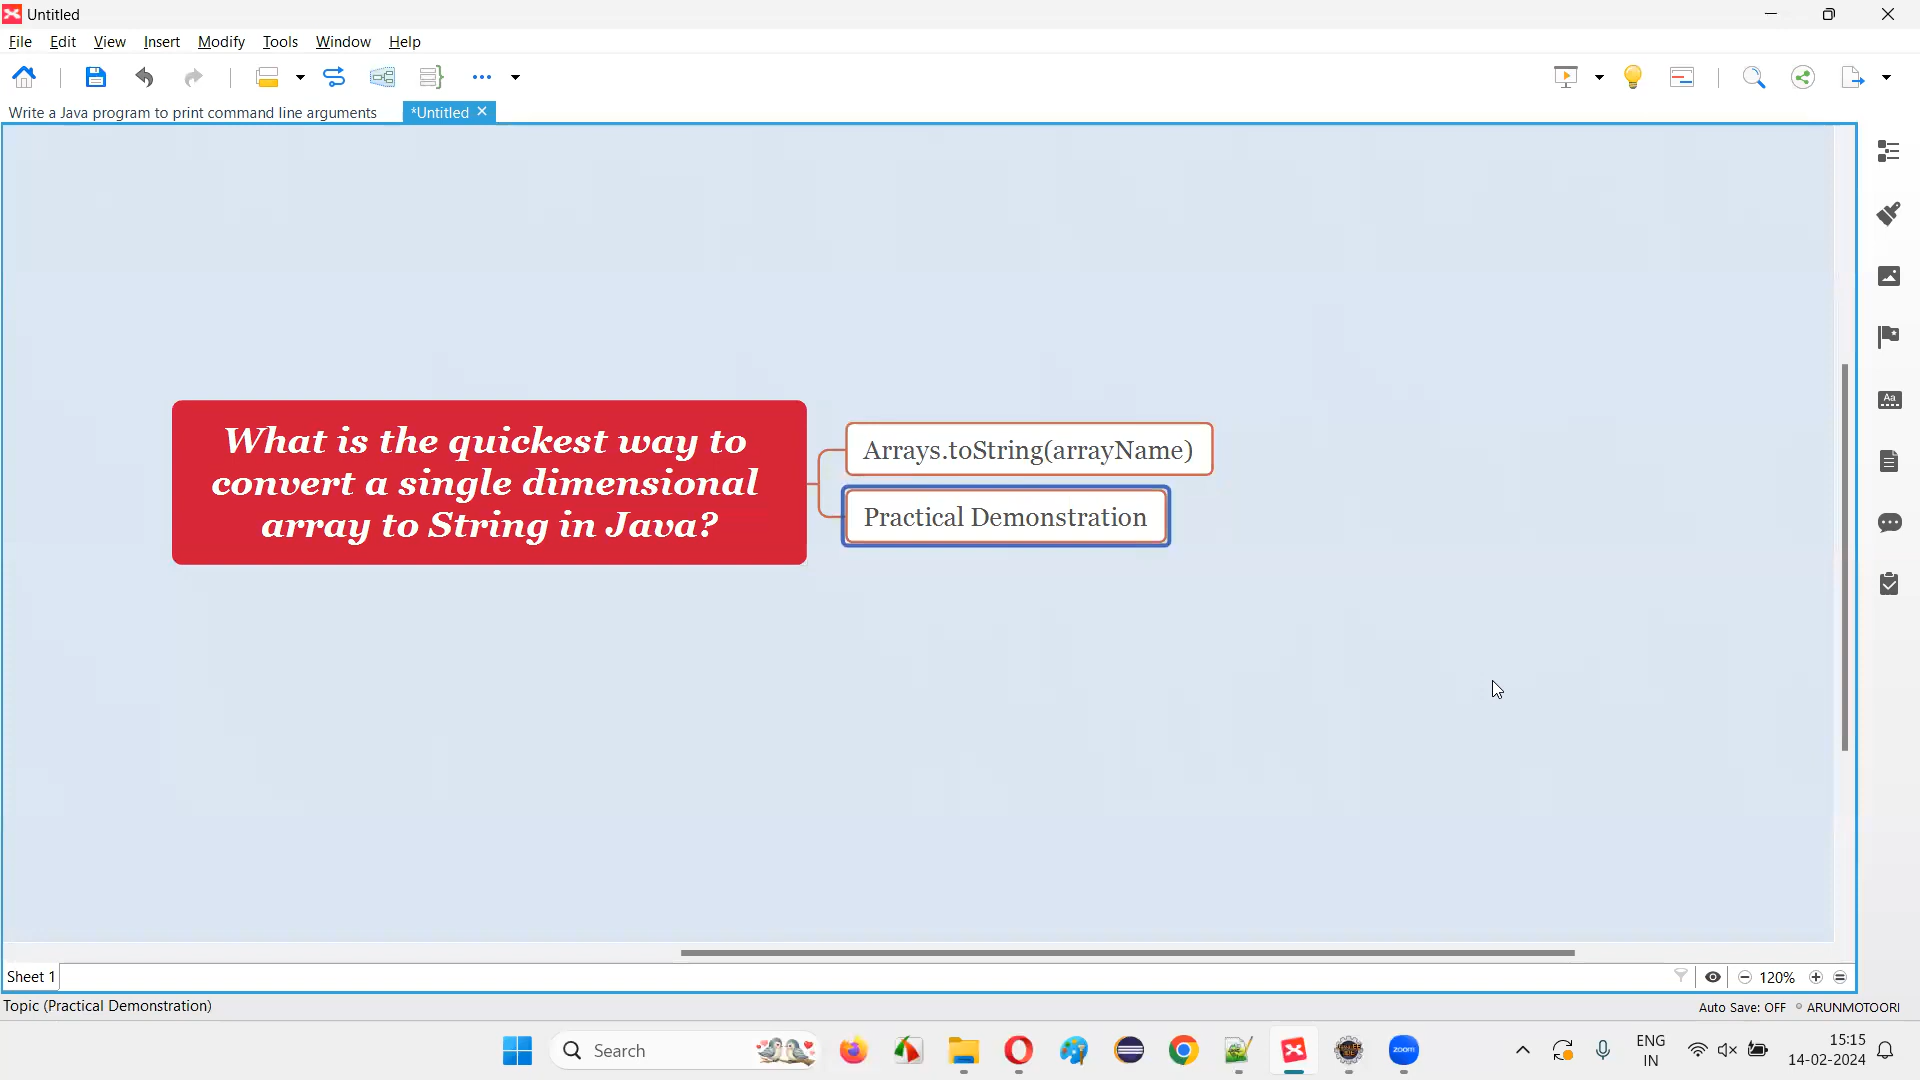 Untitled
File Edit View Insert Modify Tools Window Help
Write a Java program to print command line arguments *Untitled
What is the quickest way to
convert a single dimensional
array to String in Java?
Arrays.toString(arrayName)
Practical Demonstration
Aa
Sheet 1
120%
Topic (Practical Demonstration)
Auto Save: OFF ARUNMOTOORI
Search
zoom
ENG
IN
15:15
14-02-2024